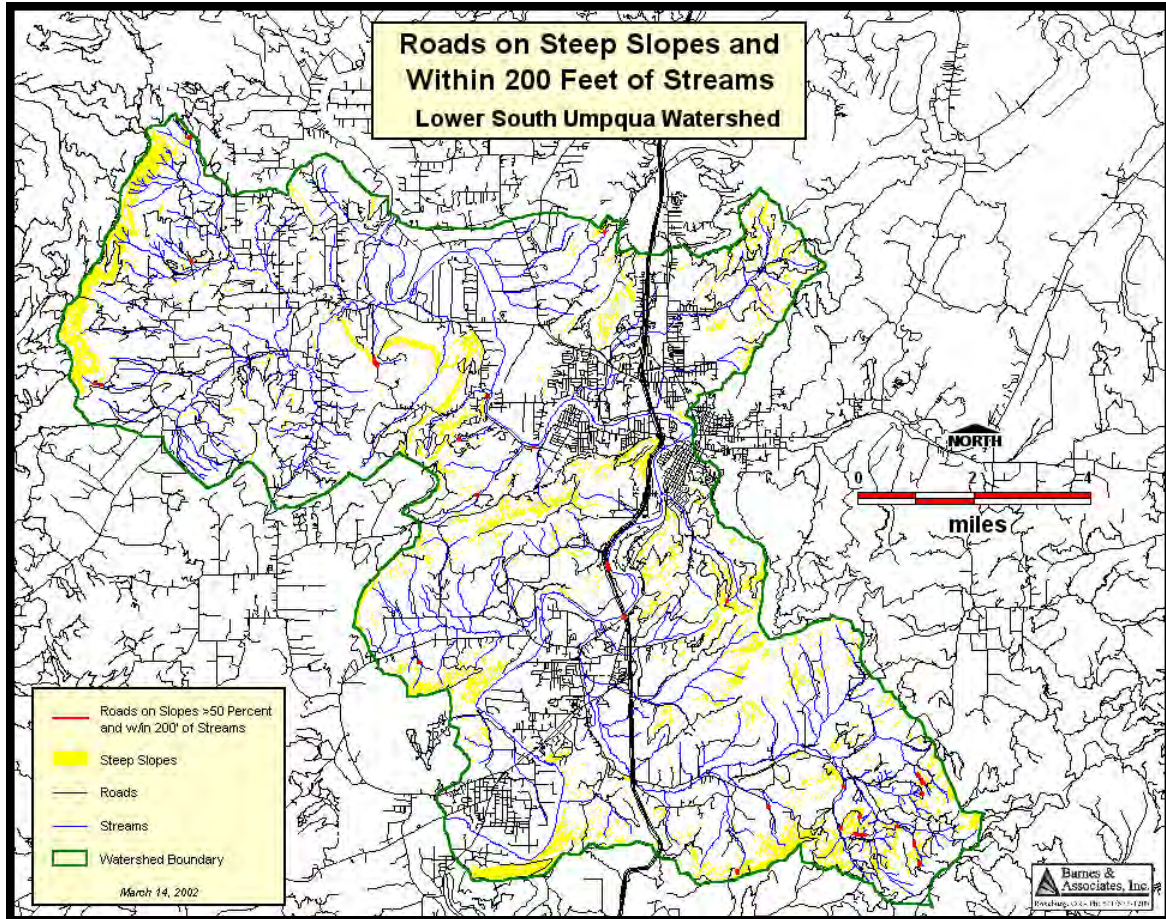 Roads on Steep Slopes and
Within 200 Feet of Streams
Lower South Umpqua Watershed
NORTH
0 2 4
miles
Roads on Slopes >50 Percent
and w/in 200' of Streams
Steep Slopes
Roads
Streams
Watershed Boundary
March 14, 2002
Barnes &
Associates, Inc.